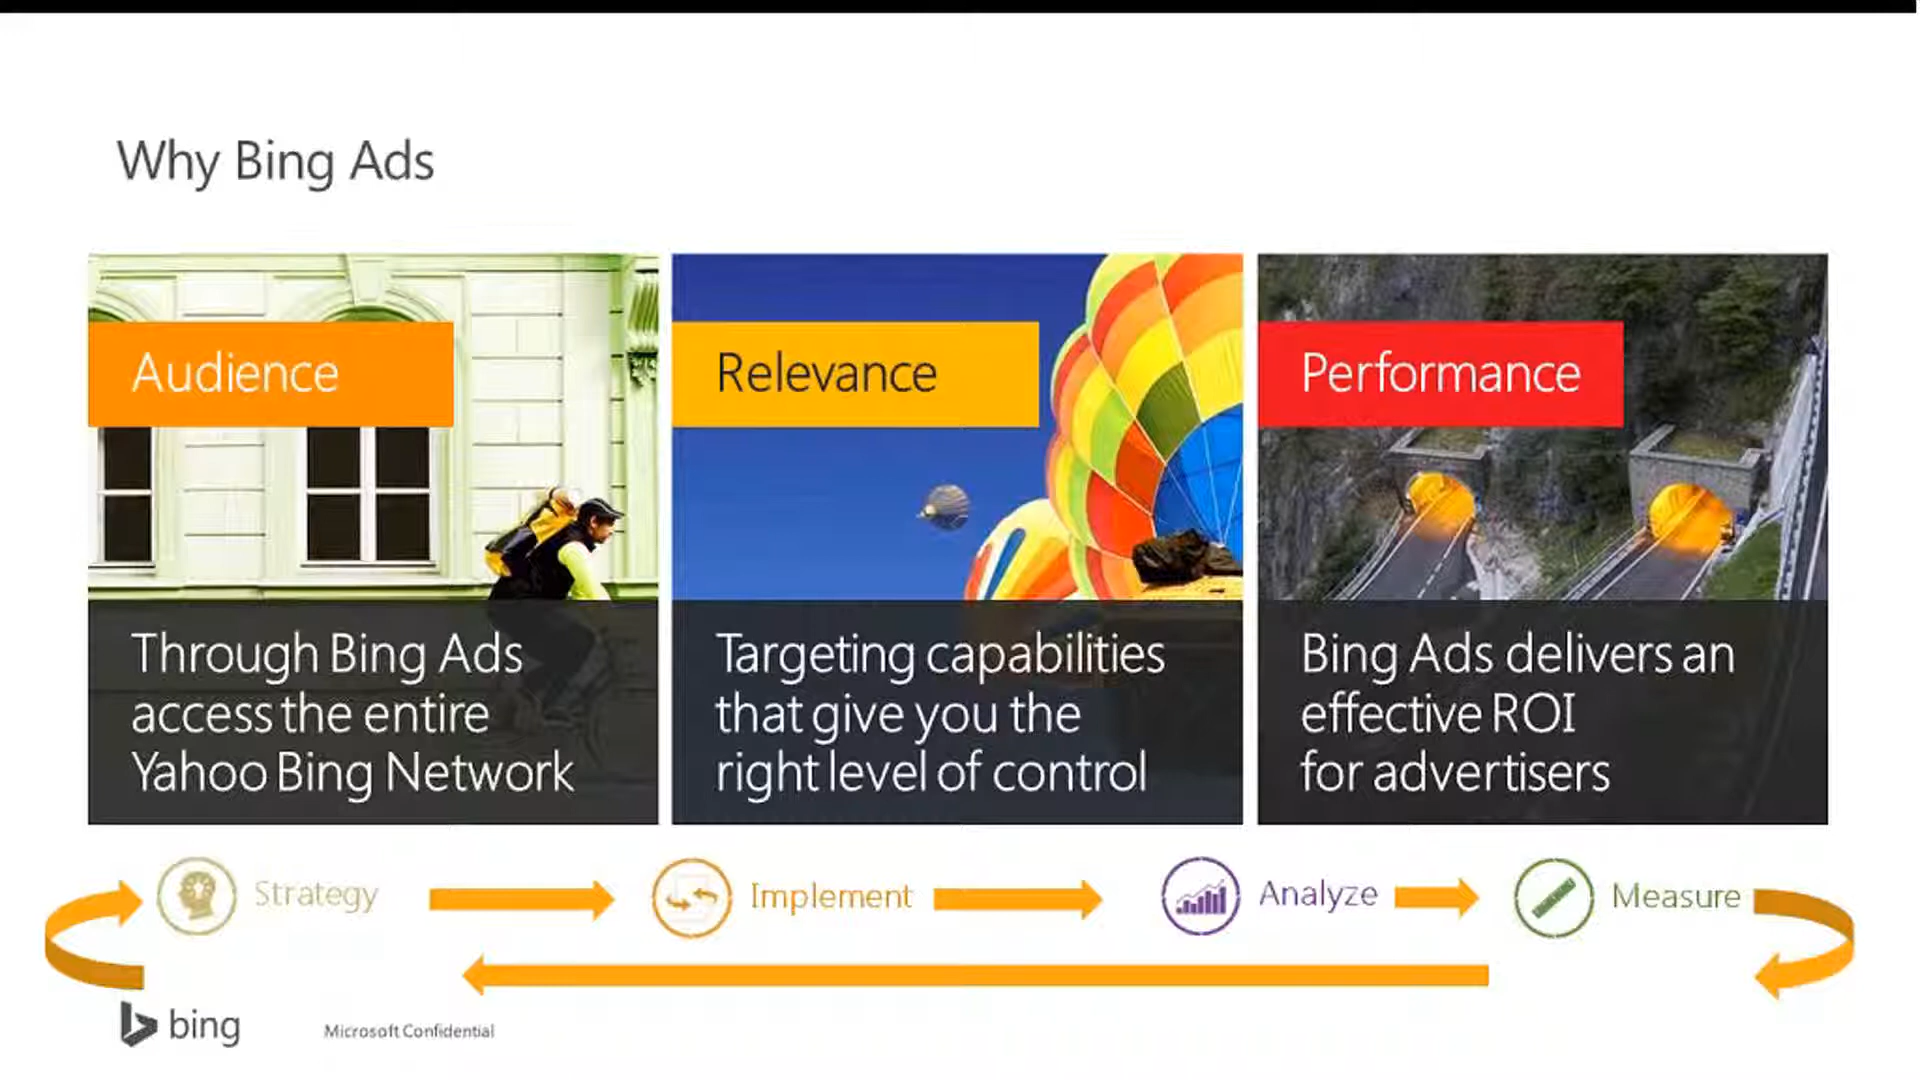 Why Bing Ads
Audience
Through Bing Ads
access the entire
Yahoo Bing Network
Relevance
Targeting capabilities
that give you the
right level of control
Performance
Bing Ads delivers an
effective ROI
for advertisers
Strategy
Implement
Analyze
Measure
bing
Microsoft Confidential